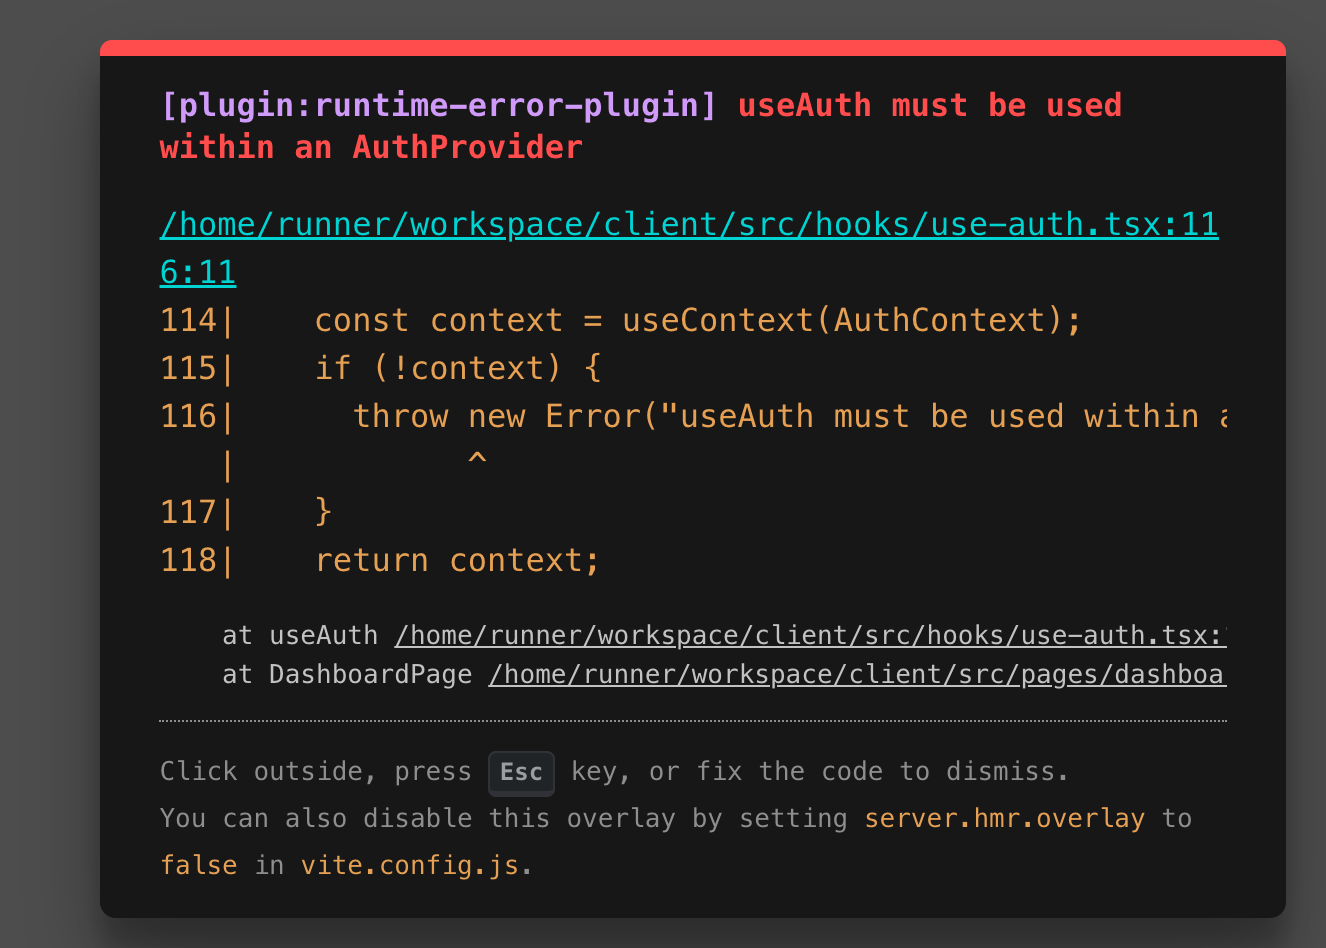 [plugin:runtime-error-plugin] useAuth must be used
within an AuthProvider
/home/runner/workspace/client/src/hooks/use-auth.tsx:11
6:11
114|    const context = useContext(AuthContext);
115|    if (!context) {
116|      throw new Error("useAuth must be used within
   |            ^
117|    }
118|    return context;
at useAuth /home/runner/workspace/client/src/hooks/use-auth.tsx:
at DashboardPage /home/runner/workspace/client/src/pages/dashboa
Click outside, press Esc key, or fix the code to dismiss.
You can also disable this overlay by setting server.hmr.overlay to
false in vite.config.js.